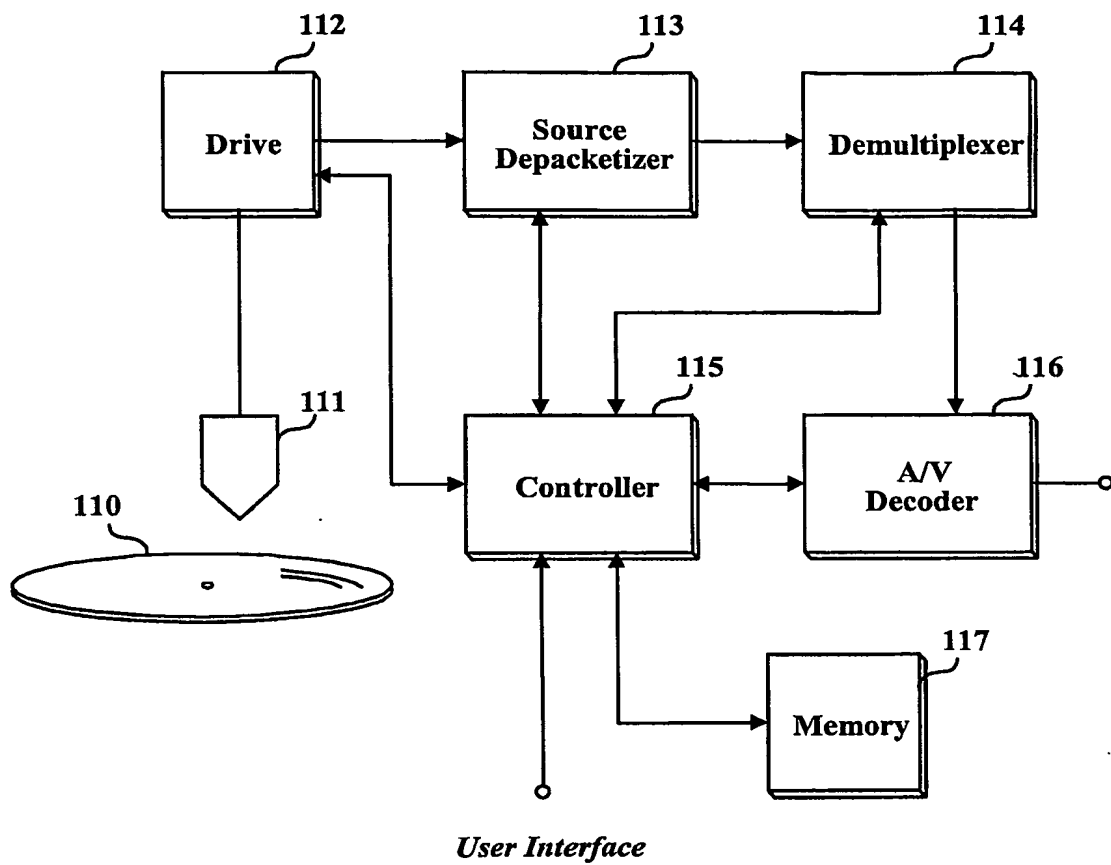 112
113
114
Drive
Source
Depacketizer
Demultiplexer
111
115
116
110
Controller
A/V
Decoder
117
Memory
User Interface